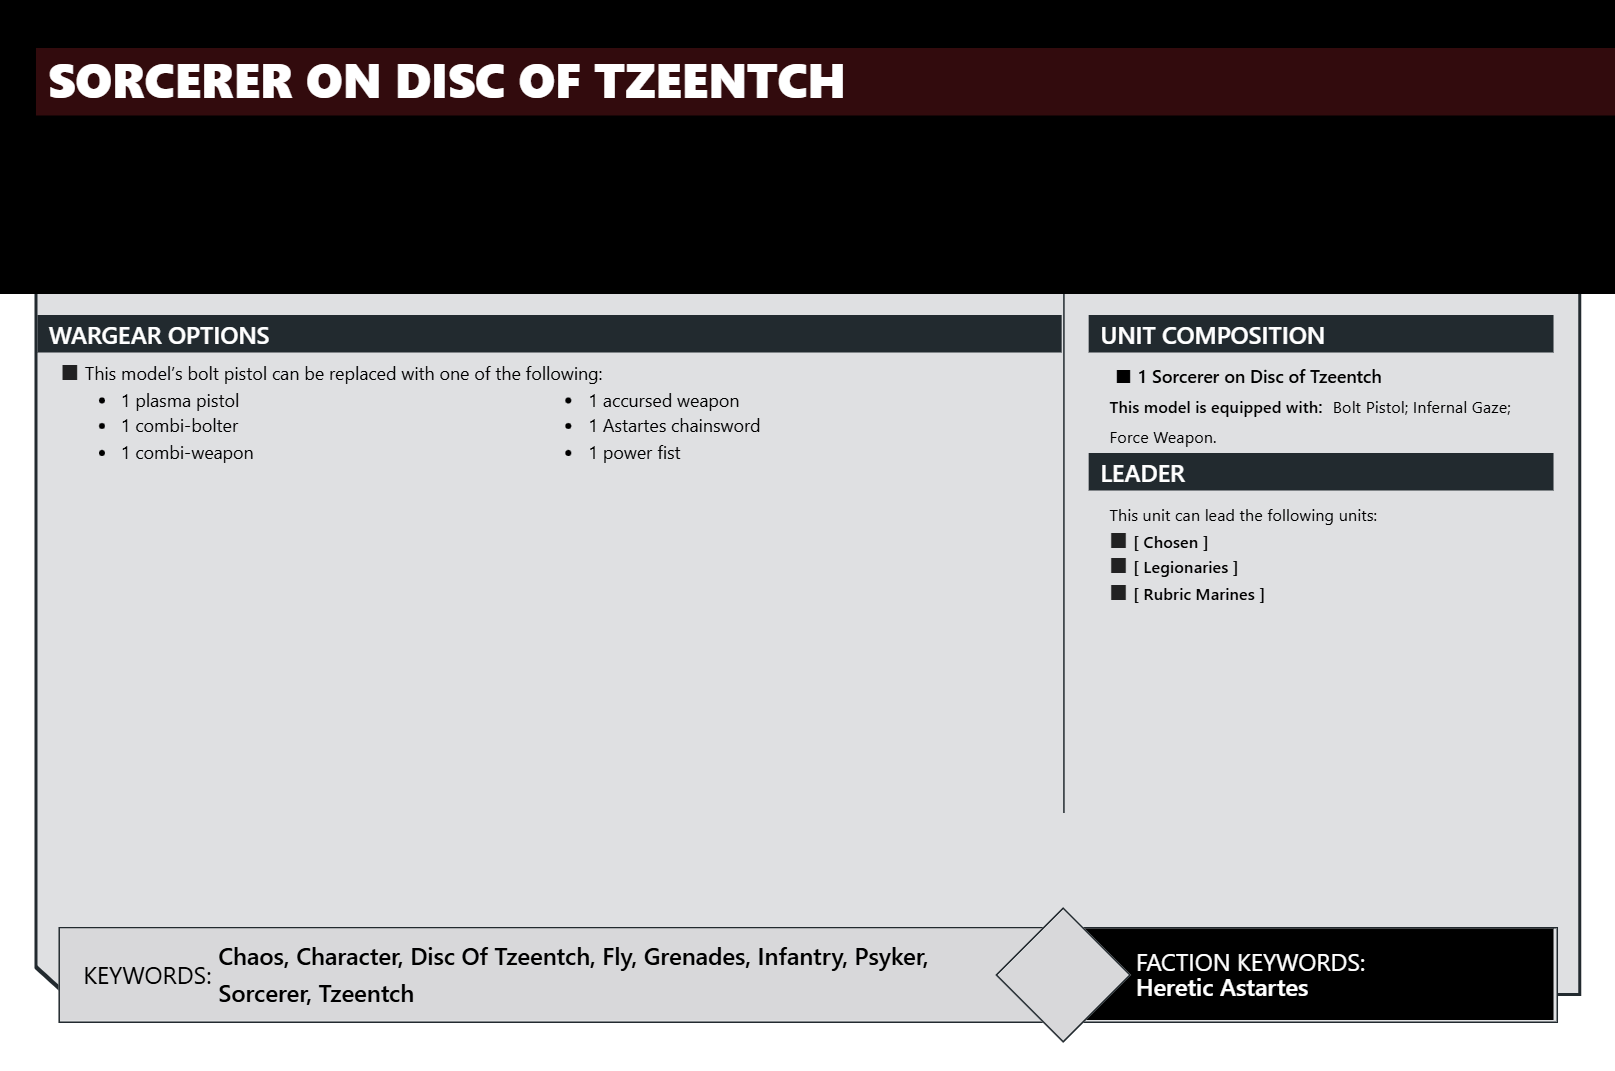 SORCERER ON DISC OF TZEENTCH
WARGEAR OPTIONS
This model’s bolt pistol can be replaced with one of the following:
• 1 plasma pistol
• 1 combi-bolter
• 1 combi-weapon
• 1 accursed weapon
• 1 Astartes chainsword
• 1 power fist
UNIT COMPOSITION
■ 1 Sorcerer on Disc of Tzeentch
This model is equipped with: Bolt Pistol; Infernal Gaze;
Force Weapon.
LEADER
This unit can lead the following units:
■ [ Chosen ]
■ [ Legionaries ]
■ [ Rubric Marines ]
KEYWORDS: Chaos, Character, Disc Of Tzeentch, Fly, Grenades, Infantry, Psyker,
Sorcerer, Tzeentch
FACTION KEYWORDS:
Heretic Astartes